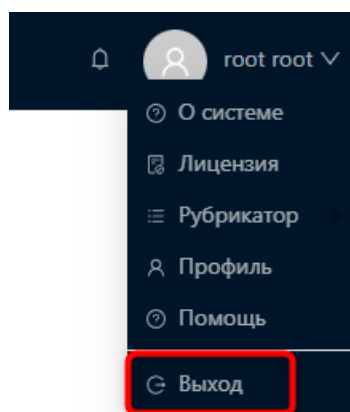 root root
О системе
Лицензия
Рубрикатор
Профиль
Помощь
Выход